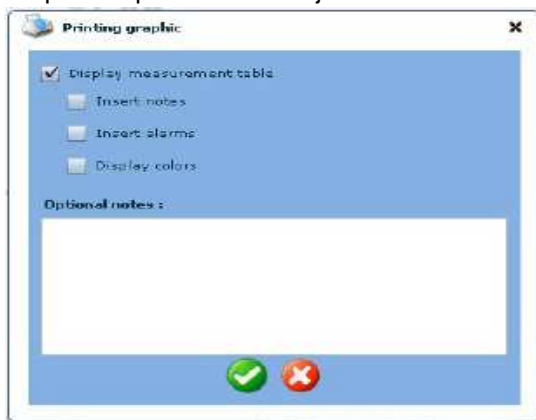 Printing graphic
Display measurement table
Insert notes
Insert alarms
Display colors
Optional notes :